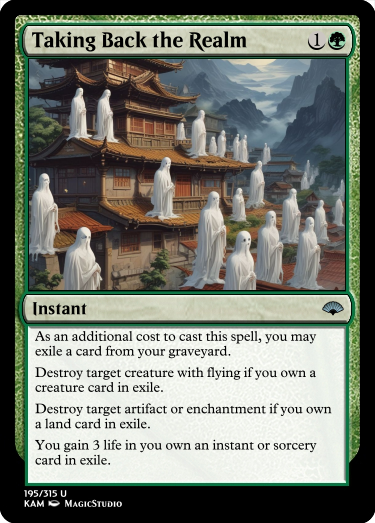 Taking Back the Realm 1
Instant
As an additional cost to cast this spell, you may
exile a card from your graveyard.
Destroy target creature with flying if you own a
creature card in exile.
Destroy target artifact or enchantment if you own
a land card in exile.
You gain 3 life in you own an instant or sorcery
card in exile.
195/315 U
KAM MagicStudio